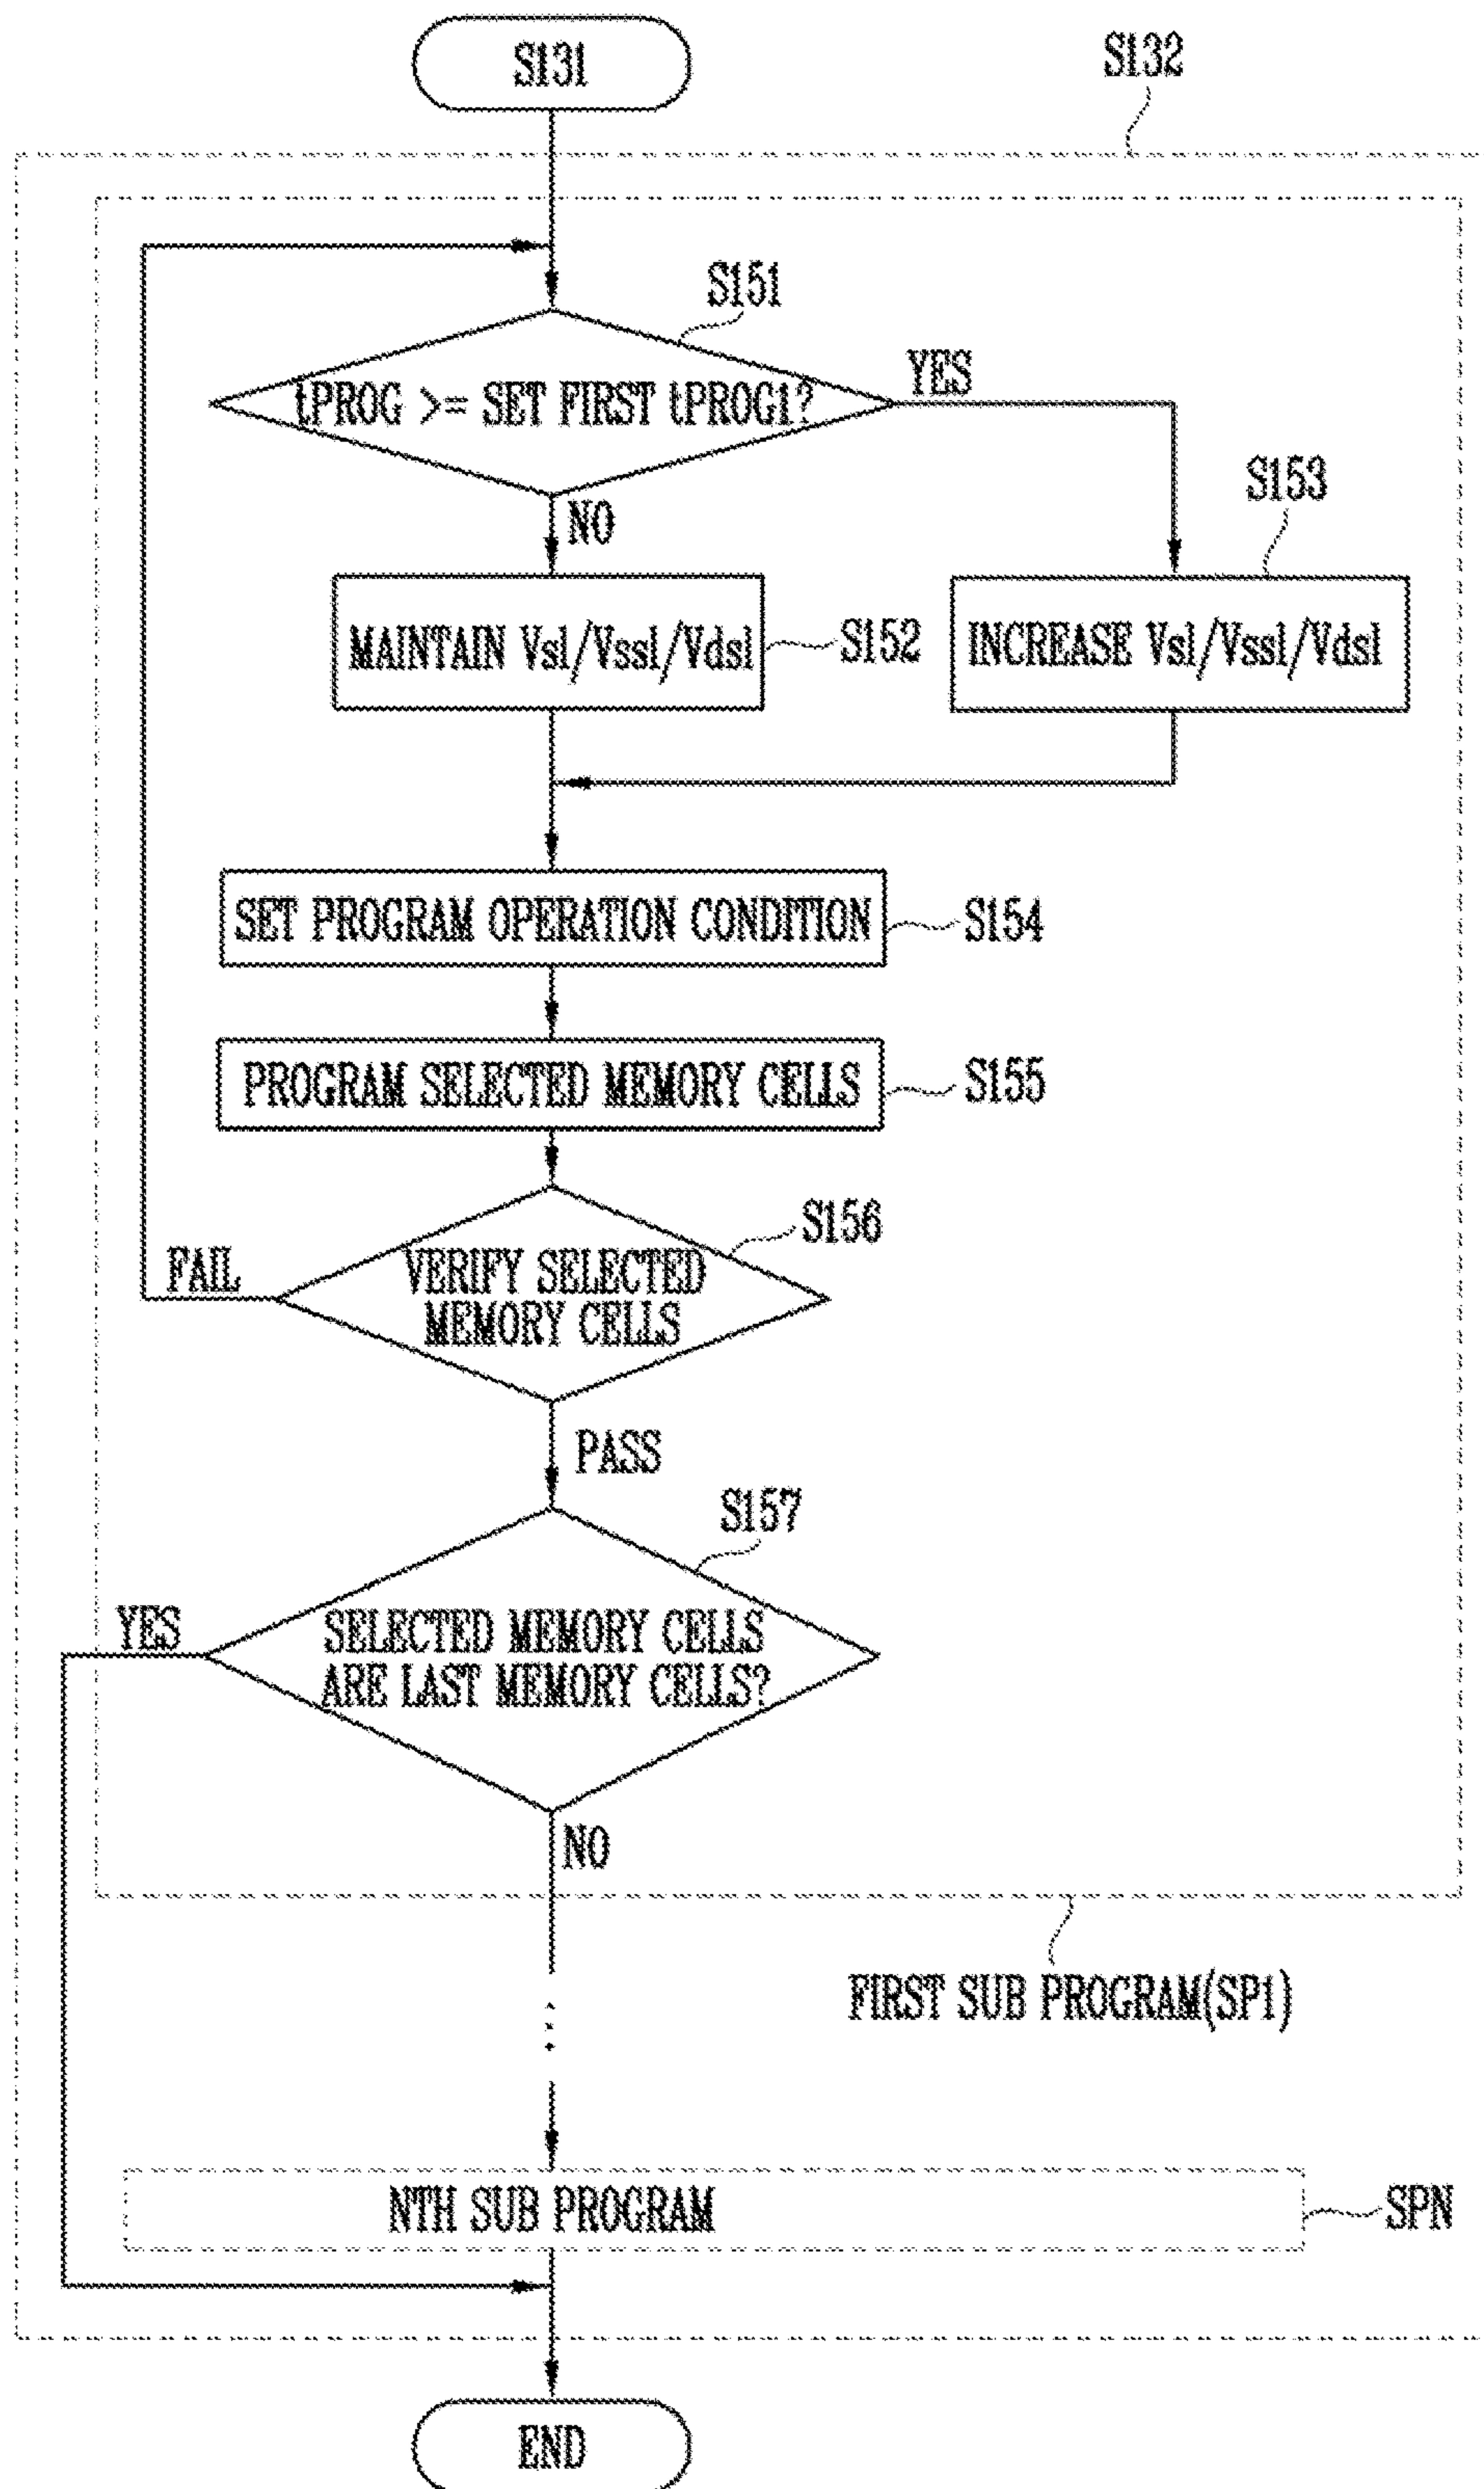 S131
S132
S151
tPROG >= SET FIRST tPROG1?
YES
S153
NO
MAINTAIN Vsl/Vssl/Vdsl
S152
INCREASE Vsl/Vssl/Vdsl
SET PROGRAM OPERATION CONDITION
S154
PROGRAM SELECTED MEMORY CELLS
S155
S156
FAIL
VERIFY SELECTED
MEMORY CELLS
PASS
S157
YES
SELECTED MEMORY CELLS
ARE LAST MEMORY CELLS?
NO
FIRST SUB PROGRAM(SP1)
NTH SUB PROGRAM
SPN
END